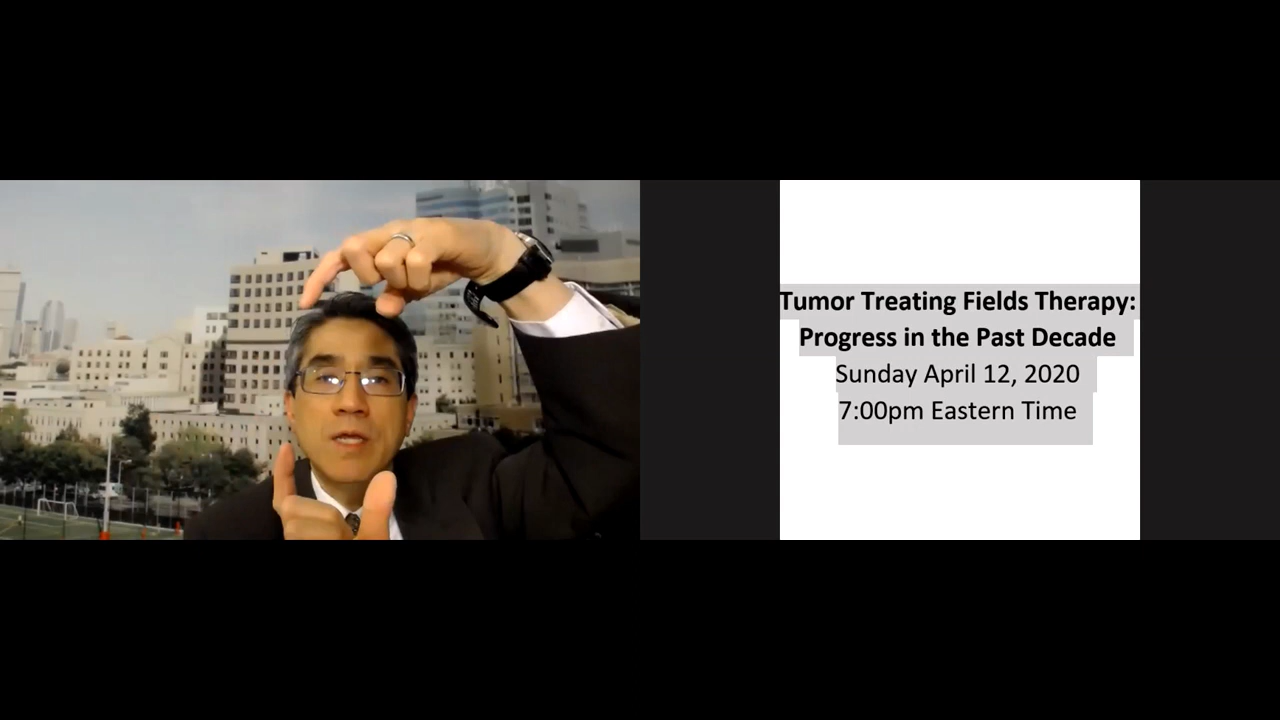 Tumor Treating Fields Therapy:
Progress in the Past Decade
Sunday April 12, 2020
7:00pm Eastern Time